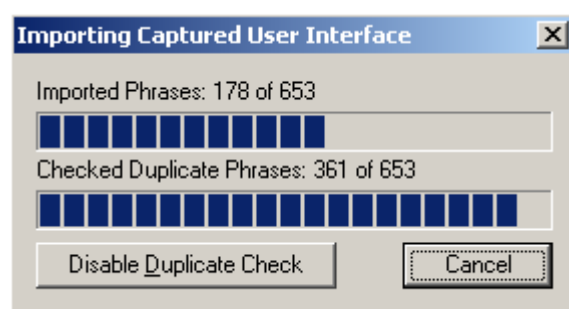 Importing Captured User Interface
Imported Phrases: 178 of 653
Checked Duplicate Phrases: 361 of 653
Disable Duplicate Check Cancel